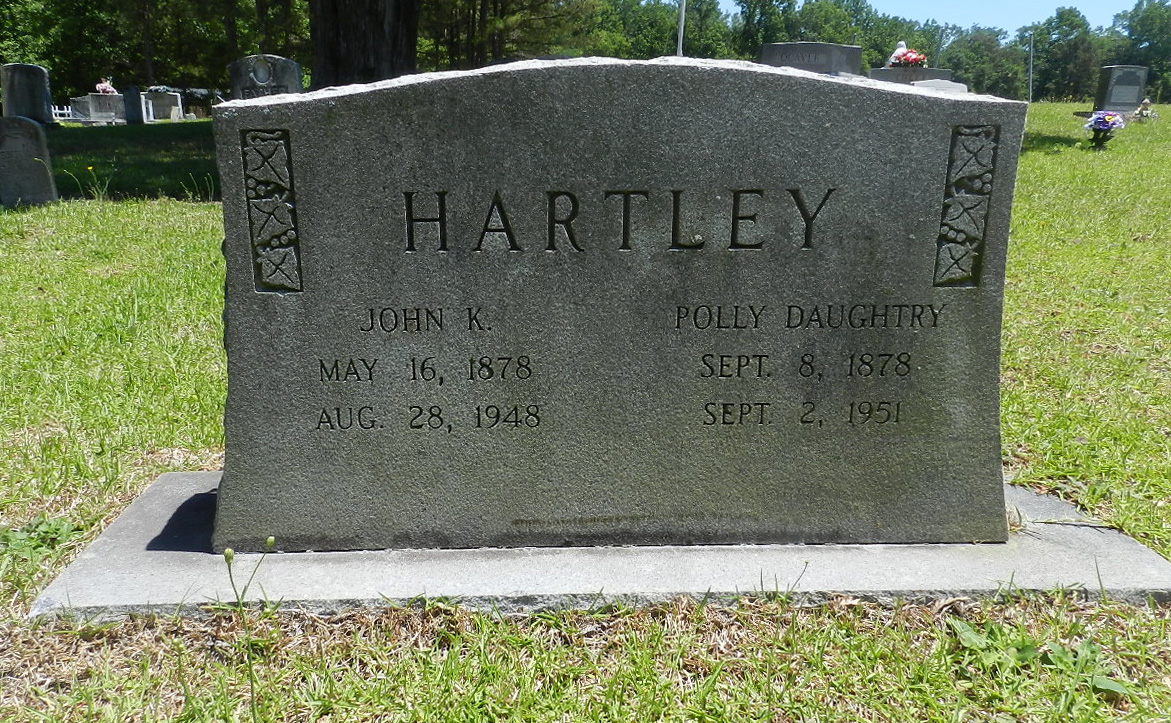 HARTLEY
JOHN K.
MAY 16, 1878
AUG. 28, 1948
POLLY DAUGHTRY
SEPT. 8, 1878
SEPT. 2, 1951